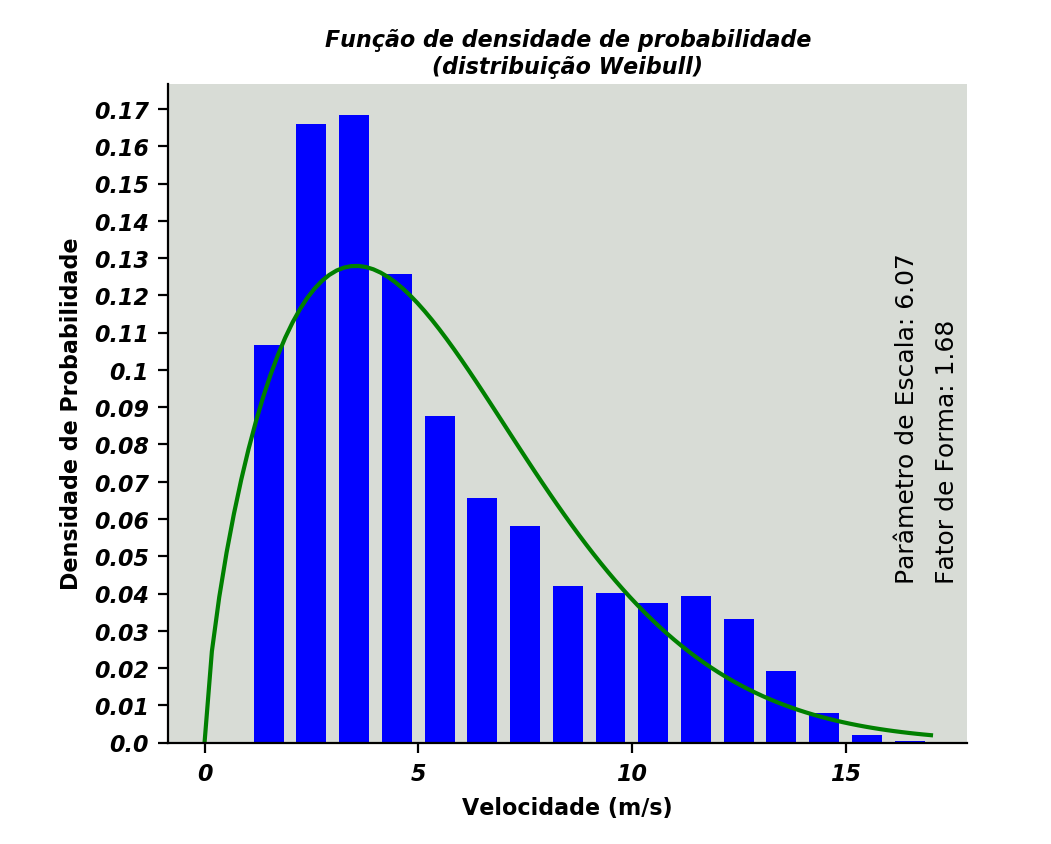 Função de densidade de probabilidade
(distribuição Weibull)
Densidade de Probabilidade
0.17
0.16
0.15
0.14
0.13
0.12
0.11
0.1
0.09
0.08
0.07
0.06
0.05
0.04
0.03
0.02
0.01
0.0
Parâmetro de Escala: 6.07
Fator de Forma: 1.68
0 5 10 15
Velocidade (m/s)